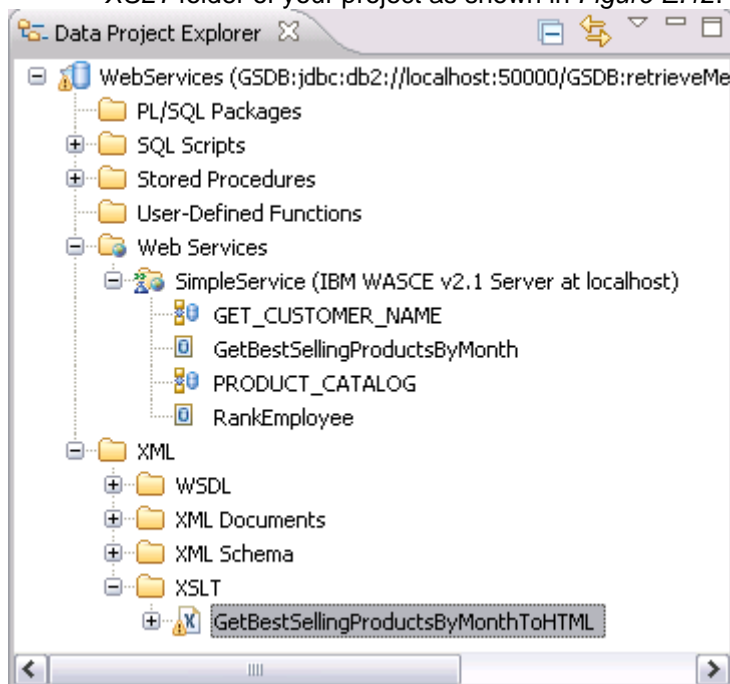 XSLT folder of your project as shown in Figure E.12.
Data Project Explorer
WebServices (GSDB:jdbc:db2://localhost:50000/GSDB:retrieveMe
PL/SQL Packages
SQL Scripts
Stored Procedures
User-Defined Functions
Web Services
SimpleService (IBM WASCE v2.1 Server at localhost)
GET_CUSTOMER_NAME
GetBestSellingProductsByMonth
PRODUCT_CATALOG
RankEmployee
XML
WSDL
XML Documents
XML Schema
XSLT
GetBestSellingProductsByMonthToHTML